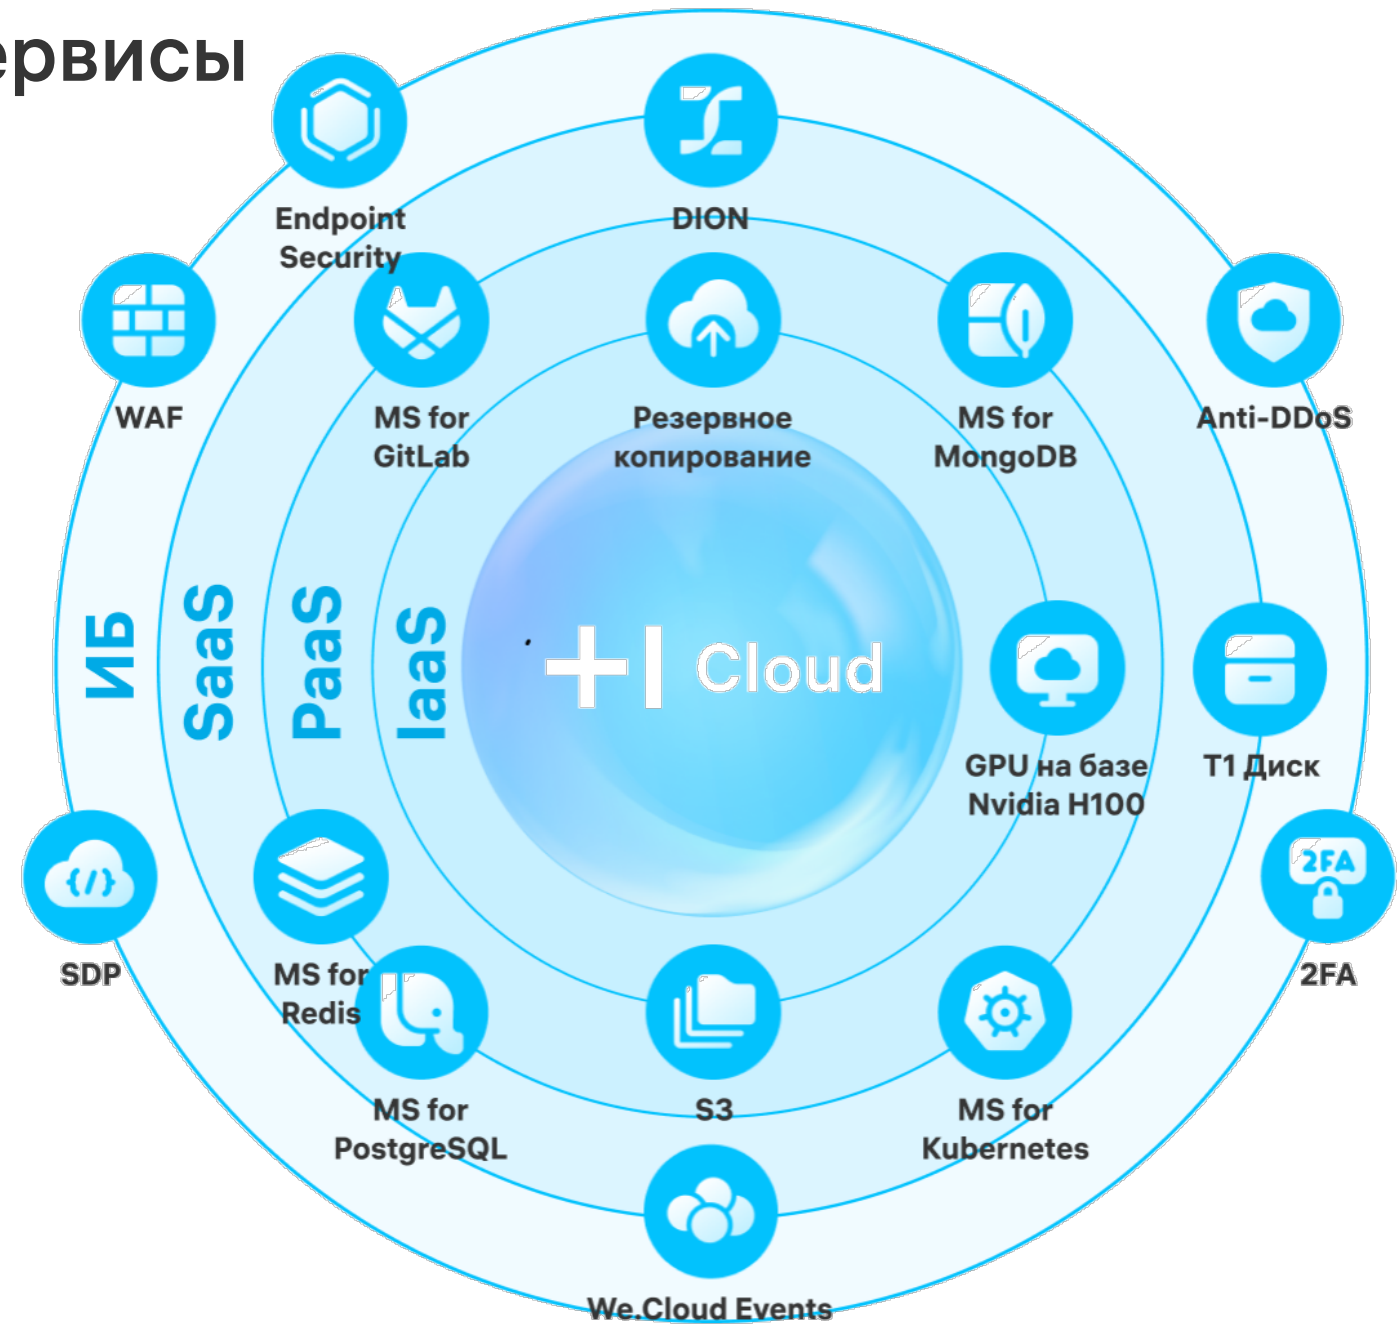 ервисы
Endpoint
Security
DION
WAF
MS for
GitLab
Резервное
копирование
MS for
MongoDB
Anti-DDoS
ИБ
SaaS
PaaS
IaaS
Cloud
GPU на базе
Nvidia H100
Т1 Диск
SDP
MS for
Redis
2FA
2FA
MS for
PostgreSQL
S3
MS for
Kubernetes
We.Cloud Events